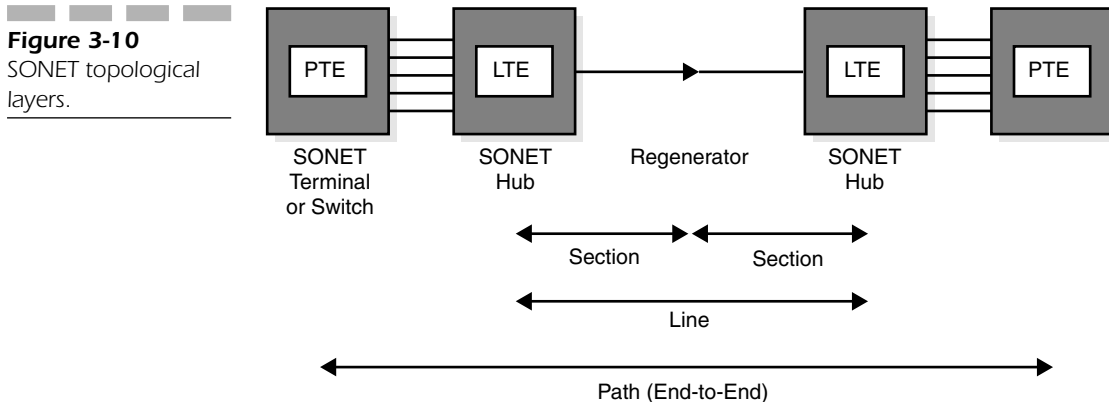 Figure 3-10
SONET topological
layers.
PTE
LTE
LTE
PTE
SONET
Terminal
or Switch
SONET
Hub
Regenerator
SONET
Hub
Section
Section
Line
Path (End-to-End)